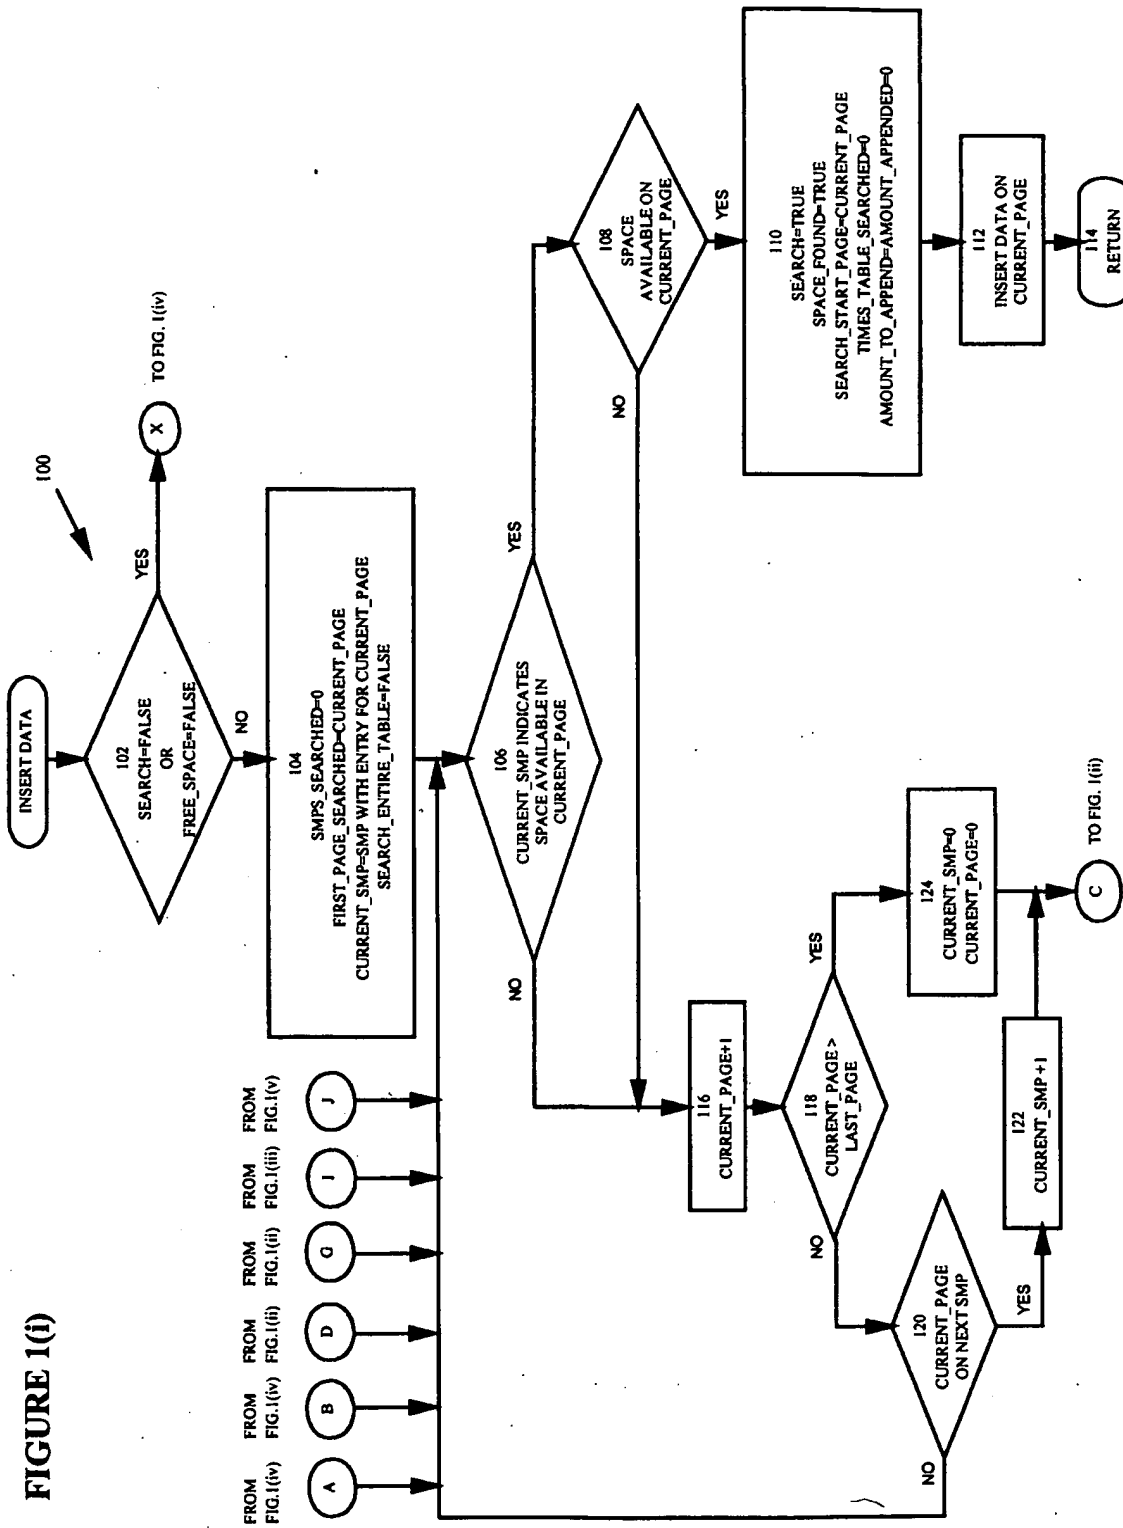 FIGURE 1(i)
100
INSERT DATA
102
SEARCH=FALSE
OR
FREE_SPACE=FALSE
YES
X
TO FIG. 1(iv)
NO
104
SMPS_SEARCHED=0
FIRST_PAGE_SEARCHED=CURRENT_PAGE
CURRENT_SMP=SMP WITH ENTRY FOR CURRENT_PAGE
SEARCH_ENTIRE_TABLE=FALSE
FROM
FIG.1(iv)
A
FROM
FIG.1(iv)
B
FROM
FIG.1(ii)
D
FROM
FIG.1(ii)
G
FROM
FIG.1(iii)
I
FROM
FIG.1(v)
J
106
CURRENT_SMP INDICATES
SPACE AVAILABLE IN
CURRENT_PAGE
YES
NO
108
SPACE
AVAILABLE ON
CURRENT_PAGE
NO
YES
110
SEARCH=TRUE
SPACE_FOUND=TRUE
SEARCH_START_PAGE=CURRENT_PAGE
TIMES_TABLE_SEARCHED=0
AMOUNT_TO_APPEND=AMOUNT_APPENDED=0
112
INSERT DATA ON
CURRENT_PAGE
114
RETURN
116
CURRENT_PAGE+1
118
CURRENT_PAGE >
LAST_PAGE
NO
YES
120
CURRENT_PAGE
ON NEXT SMP
NO
YES
122
CURRENT_SMP +1
124
CURRENT_SMP=0
CURRENT_PAGE=0
C
TO FIG. 1(ii)